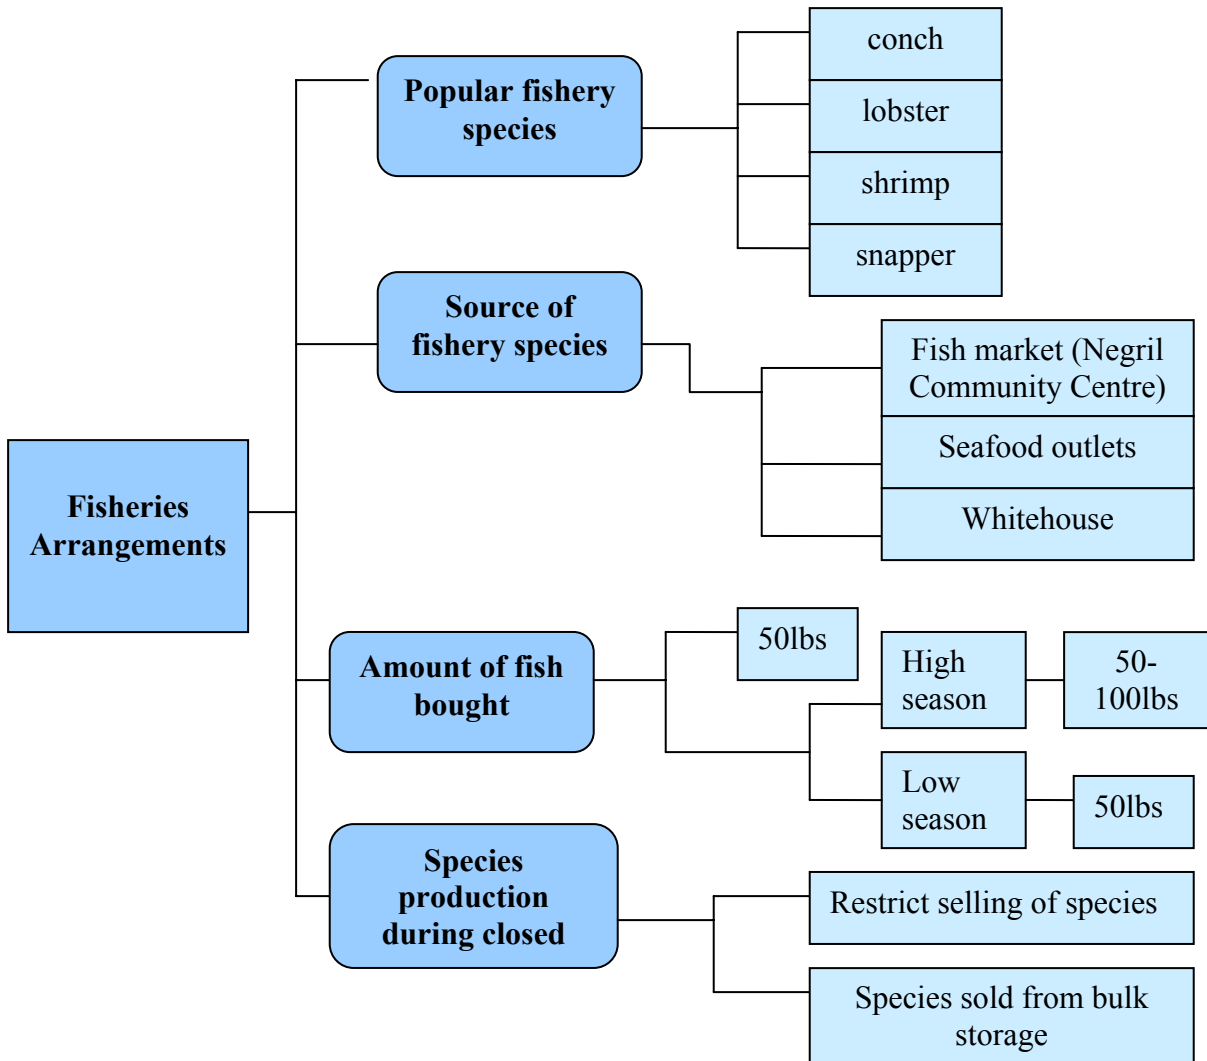 Fisheries
Arrangements
Popular fishery
species
conch
lobster
shrimp
snapper
Source of
fishery species
Fish market (Negril
Community Centre)
Seafood outlets
Whitehouse
Amount of fish
bought
50lbs
High
season
50-
100lbs
Low
season
50lbs
Species
production
during closed
Restrict selling of species
Species sold from bulk
storage